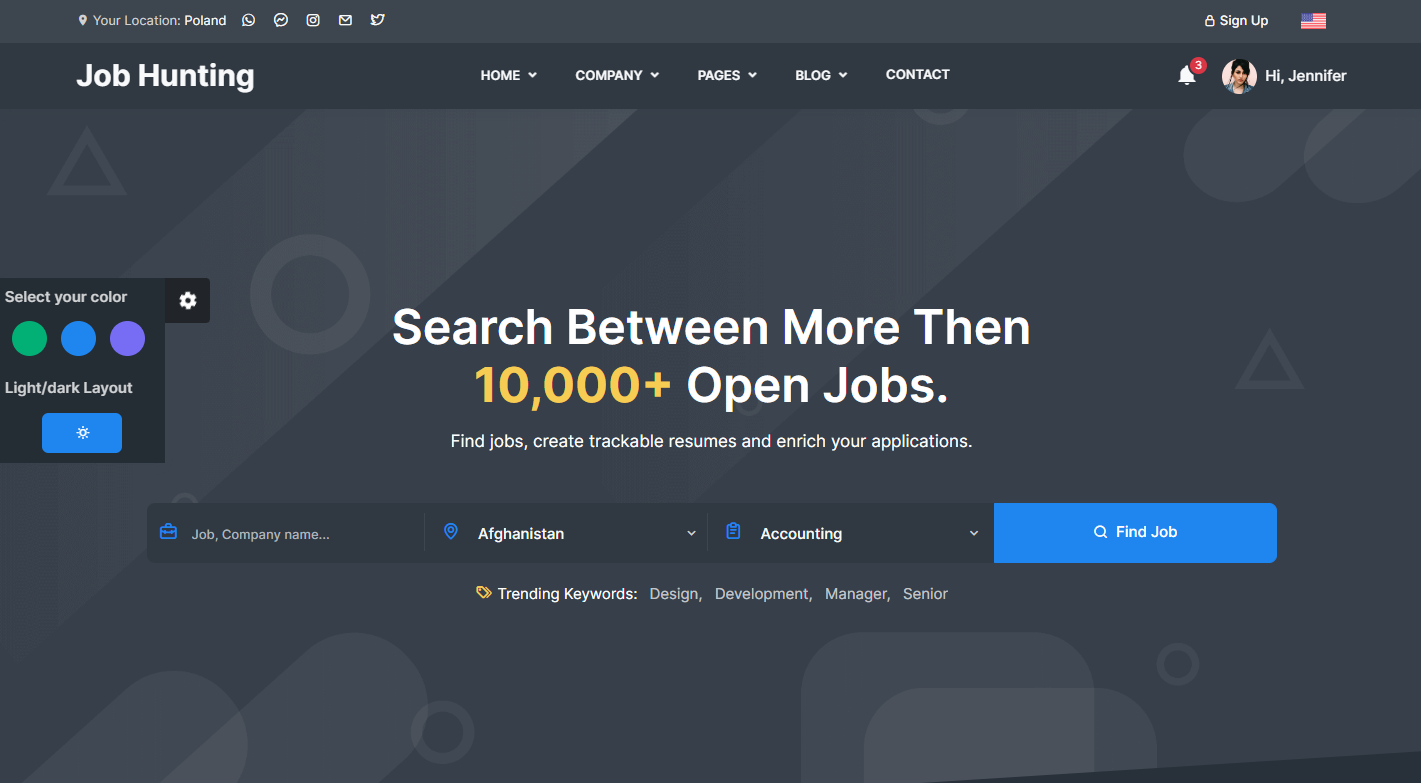 Your Location: Poland
Sign Up
Job Hunting
HOME
COMPANY
PAGES
BLOG
CONTACT
3
Hi, Jennifer
Select your color
Light/dark Layout
Search Between More Then
10,000+ Open Jobs.
Find jobs, create trackable resumes and enrich your applications.
Job, Company name...
Afghanistan
Accounting
Find Job
Trending Keywords: Design, Development, Manager, Senior